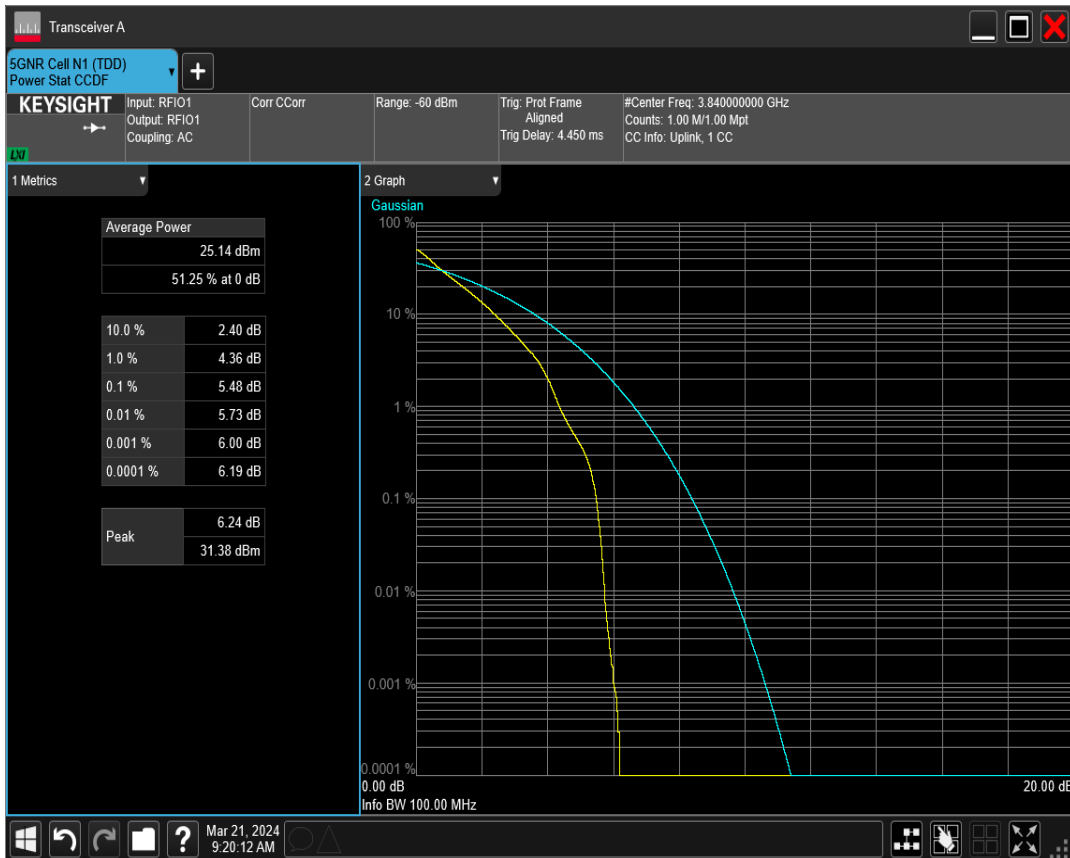 Transceiver A
5GNR Cell N1 (TDD)
Power Stat CCDF
+
KEYSIGHT
LXI
Input: RFIO1
Output: RFIO1
Coupling: AC
Corr CCorr
Range: -60 dBm
Trig: Prot Frame
Aligned
Trig Delay: 4.450 ms
#Center Freq: 3.840000000 GHz
Counts: 1.00 M/1.00 Mpt
CC Info: Uplink, 1 CC
1 Metrics
Average Power
25.14 dBm
51.25 % at 0 dB
10.0 % 2.40 dB
1.0 % 4.36 dB
0.1 % 5.48 dB
0.01 % 5.73 dB
0.001 % 6.00 dB
0.0001 % 6.19 dB
Peak
6.24 dB
31.38 dBm
2 Graph
Gaussian
100 %
10 %
1 %
0.1 %
0.01 %
0.001 %
0.0001 %
0.00 dB 20.00 dB
Info BW 100.00 MHz
?
Mar 21, 2024
9:20:12 AM